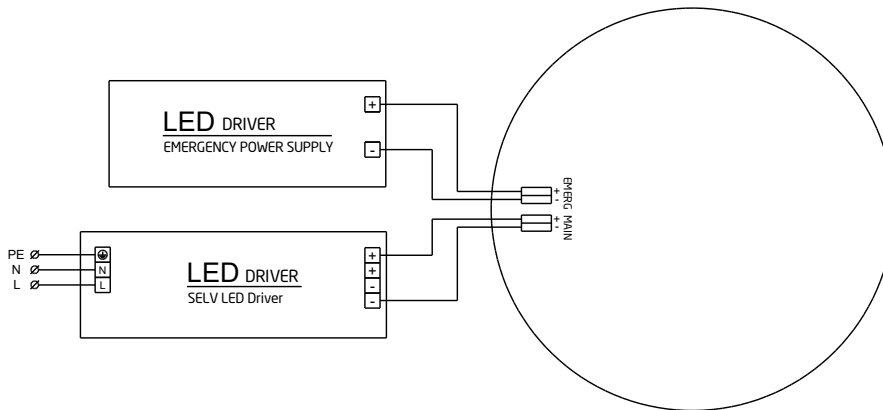 +
LED DRIVER
EMERGENCY POWER SUPPLY
-
EMERG
+
-
MAIN
+
-
PE
N
N
L
L
LED DRIVER
SELV LED Driver
+
+
-
-